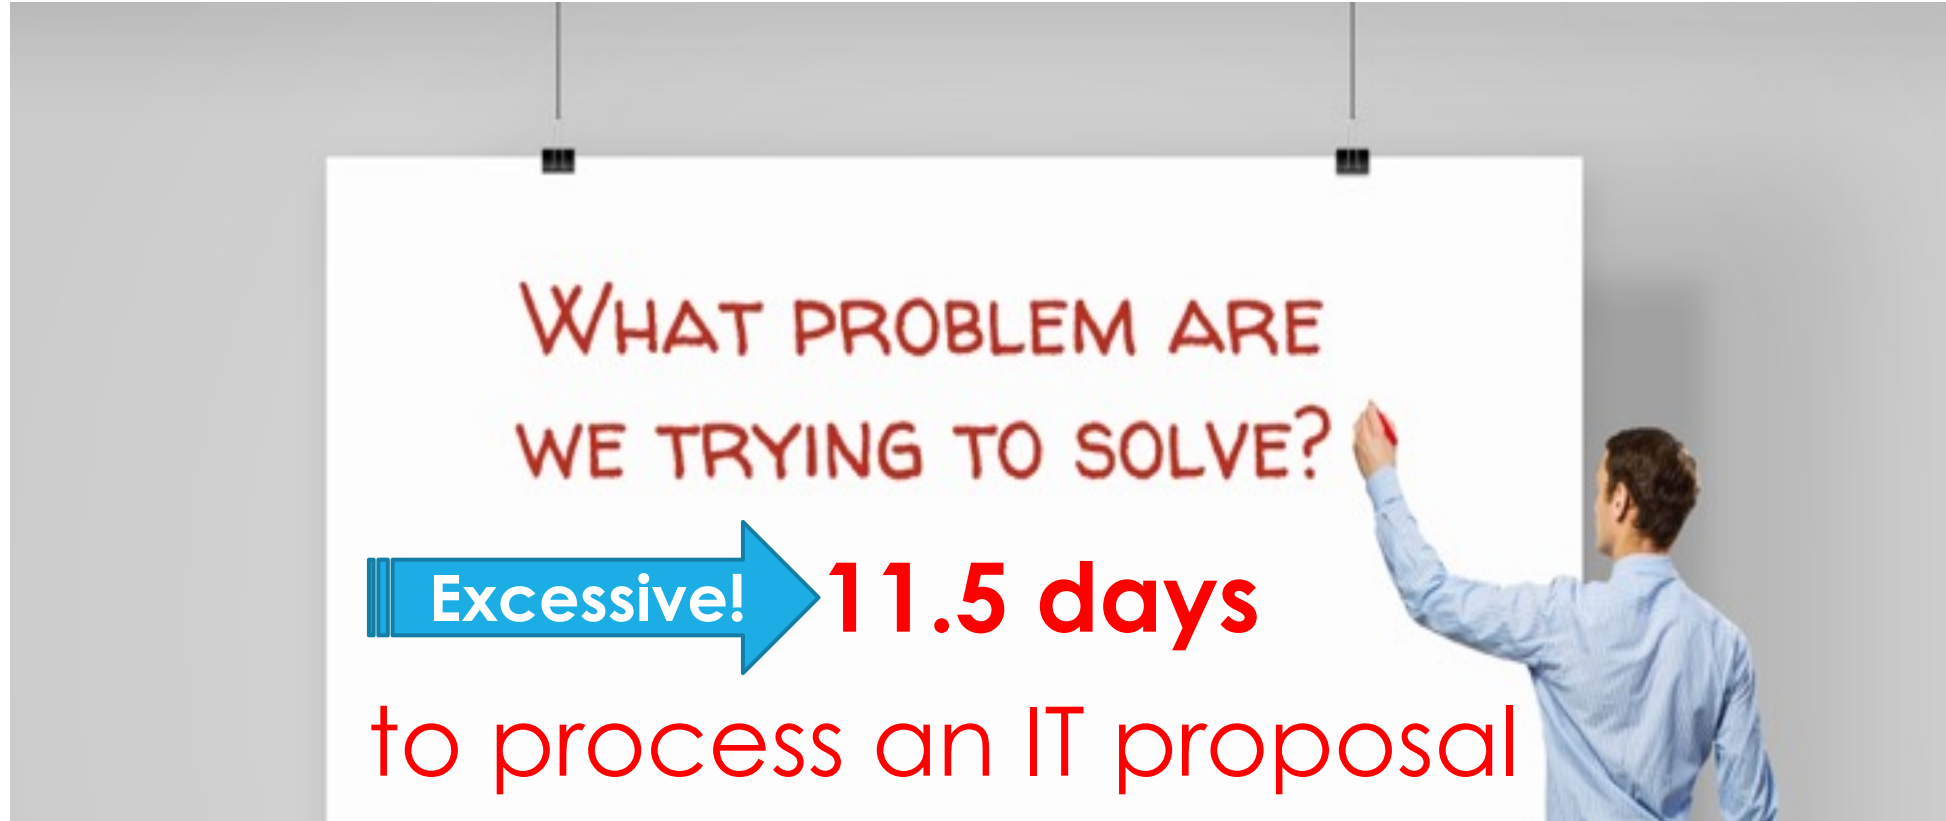 WHAT PROBLEM ARE
WE TRYING TO SOLVE?
Excessive! 11.5 days
to process an IT proposal